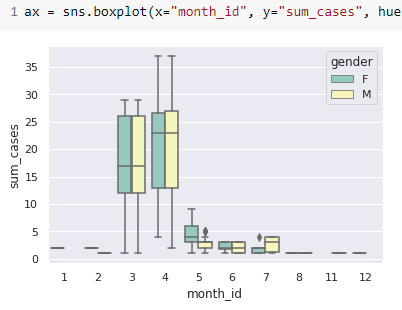 1 ax = sns.boxplot(x="month_id", y="sum_cases", hue
gender
F
M
35
30
25
20
15
10
5
0
sum_cases
1 2 3 4 5 6 7 8 11 12
month_id